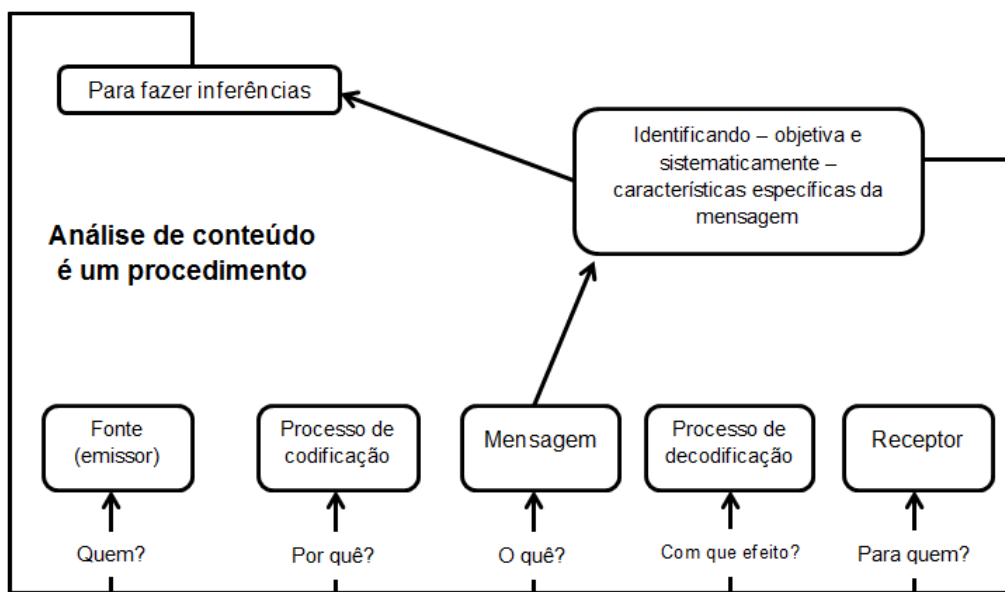 Para fazer inferências
Identificando – objetiva e
sistematicamente –
características específicas da
mensagem
Análise de conteúdo
é um procedimento
Fonte
(emissor)
Processo de
codificação
Mensagem
Processo de
decodificação
Receptor
Quem?
Por quê?
O quê?
Com que efeito?
Para quem?